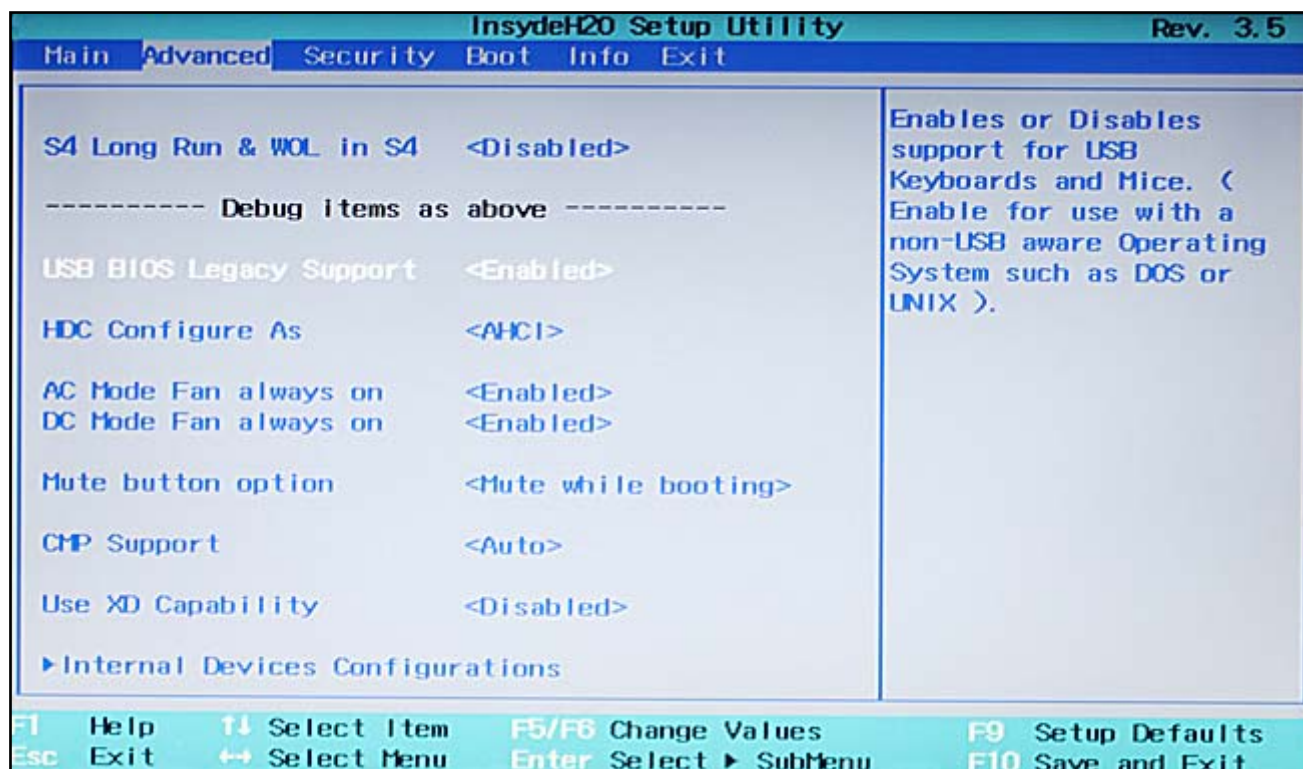 InsydeH20 Setup Utility Rev. 3.5
Main Advanced Security Boot Info Exit
S4 Long Run & WOL in S4 <Disabled>
---------- Debug items as above ----------
USB BIOS Legacy Support <Enabled>
HDC Configure As <AHCI>
AC Mode Fan always on <Enabled>
DC Mode Fan always on <Enabled>
Mute button option <Mute while booting>
CMP Support <Auto>
Use XD Capability <Disabled>
▶Internal Devices Configurations
Enables or Disables
support for USB
Keyboards and Mice. (
Enable for use with a
non-USB aware Operating
System such as DOS or
UNIX ).
F1 Help ↑↓ Select Item F5/F6 Change Values F9 Setup Defaults
Esc Exit ←→ Select Menu Enter Select ▶ SubMenu F10 Save and Exit